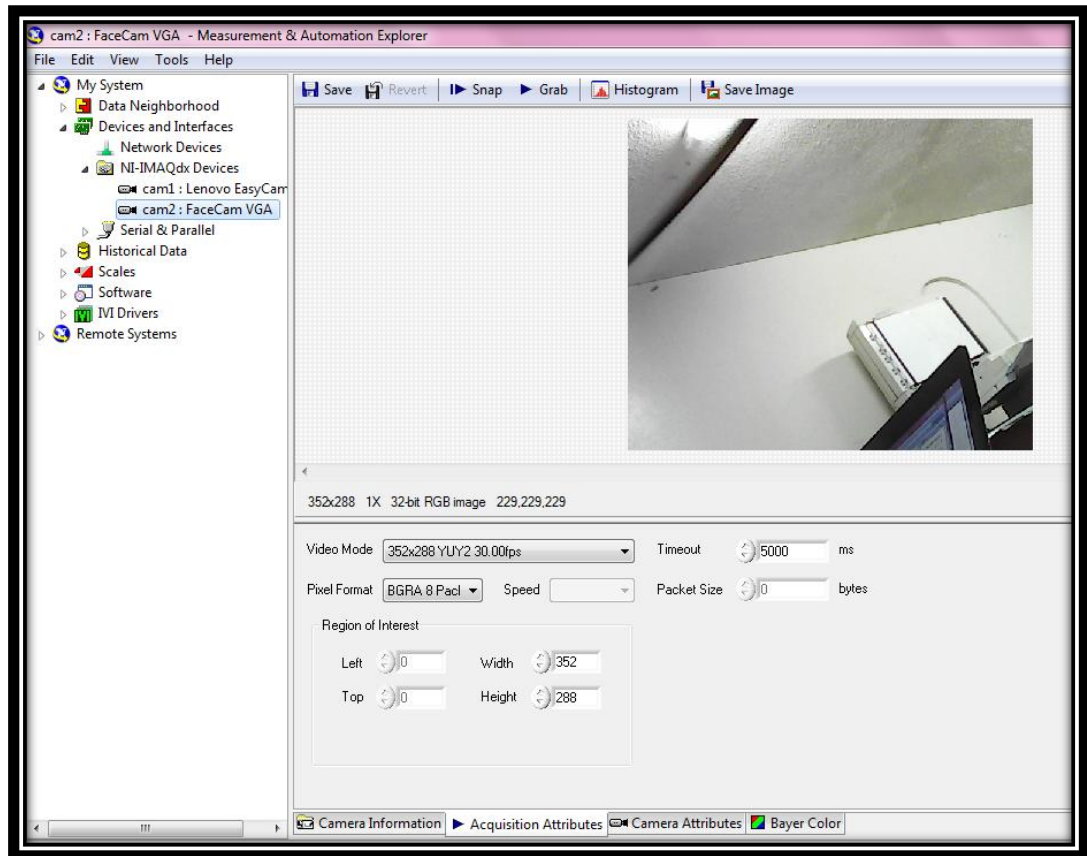 cam2 : FaceCam VGA - Measurement & Automation Explorer
File Edit View Tools Help
My System
Data Neighborhood
Devices and Interfaces
Network Devices
NI-IMAQdx Devices
cam1 : Lenovo EasyCam
cam2 : FaceCam VGA
Serial & Parallel
Historical Data
Scales
Software
IVI Drivers
Remote Systems
Save Revert Snap Grab Histogram Save Image
352x288 1X 32-bit RGB image 229,229,229
Video Mode 352x288 YUY2 30.00fps Timeout 5000 ms
Pixel Format BGRA 8 Pacl Speed Packet Size 0 bytes
Region of Interest
Left 0 Width 352
Top 0 Height 288
Camera Information Acquisition Attributes Camera Attributes Bayer Color